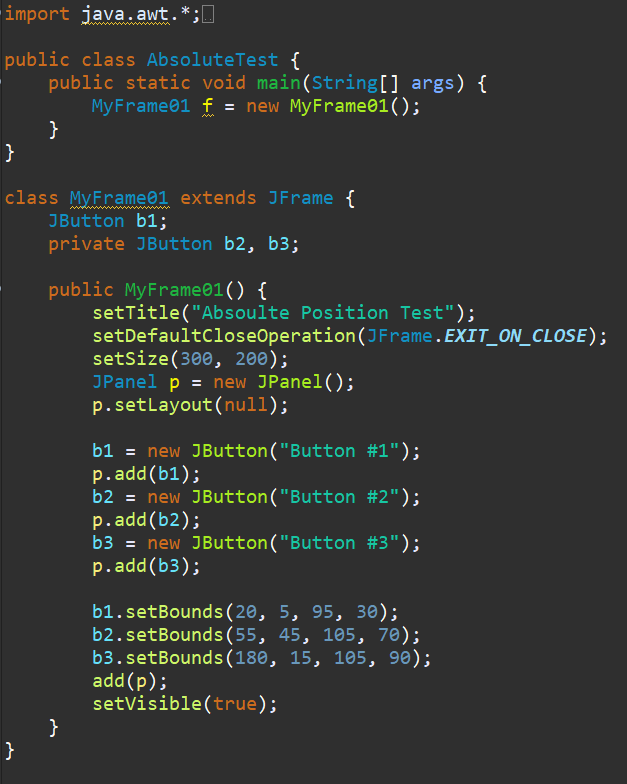 import java.awt.*;
public class AbsoluteTest {
public static void main(String[] args) {
MyFrame01 f = new MyFrame01();
}
}
class MyFrame01 extends JFrame {
JButton b1;
private JButton b2, b3;
public MyFrame01() {
setTitle("Absoulte Position Test");
setDefaultCloseOperation(JFrame.EXIT_ON_CLOSE);
setSize(300, 200);
JPanel p = new JPanel();
p.setLayout(null);
b1 = new JButton("Button #1");
p.add(b1);
b2 = new JButton("Button #2");
p.add(b2);
b3 = new JButton("Button #3");
p.add(b3);
b1.setBounds(20, 5, 95, 30);
b2.setBounds(55, 45, 105, 70);
b3.setBounds(180, 15, 105, 90);
add(p);
setVisible(true);
}
}